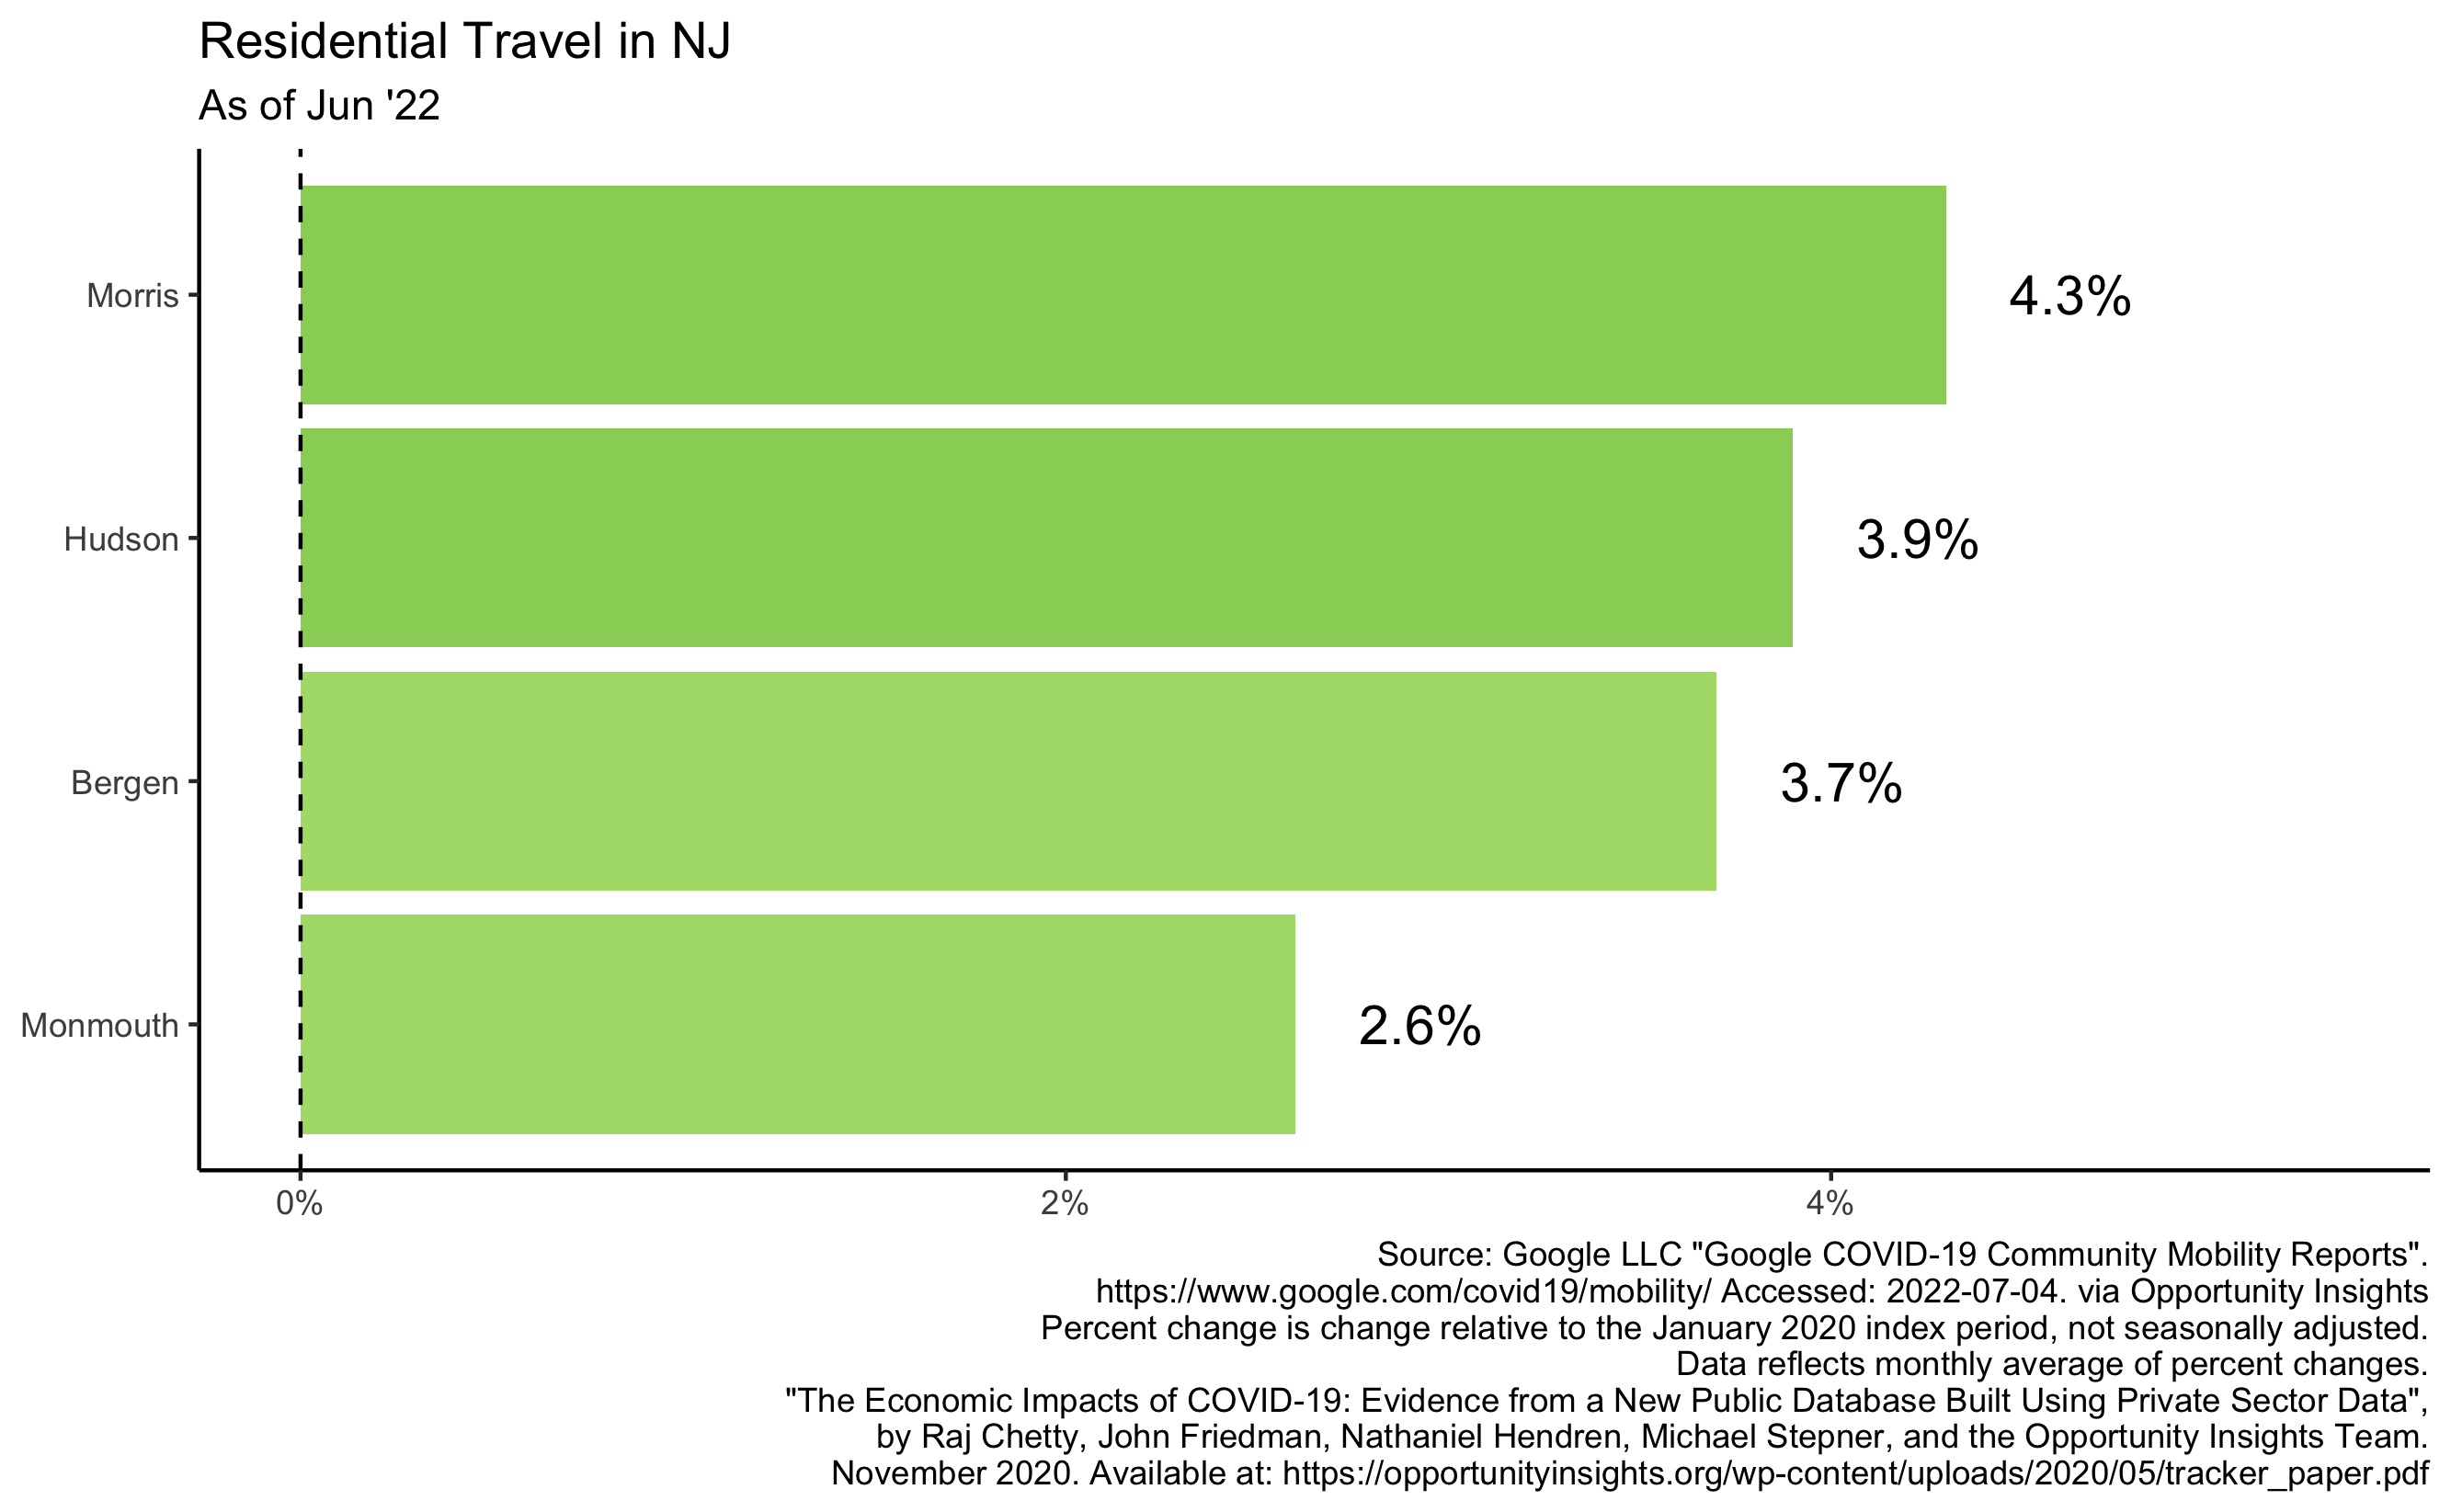 Residential Travel in NJ
As of Jun '22
Morris
4.3%
Hudson
3.9%
Bergen
3.7%
Monmouth
2.6%
0%
2%
4%
Source: Google LLC "Google COVID-19 Community Mobility Reports".
https://www.google.com/covid19/mobility/ Accessed: 2022-07-04. via Opportunity Insights
Percent change is change relative to the January 2020 index period, not seasonally adjusted.
Data reflects monthly average of percent changes.
"The Economic Impacts of COVID-19: Evidence from a New Public Database Built Using Private Sector Data",
by Raj Chetty, John Friedman, Nathaniel Hendren, Michael Stepner, and the Opportunity Insights Team.
November 2020. Available at: https://opportunityinsights.org/wp-content/uploads/2020/05/tracker_paper.pdf